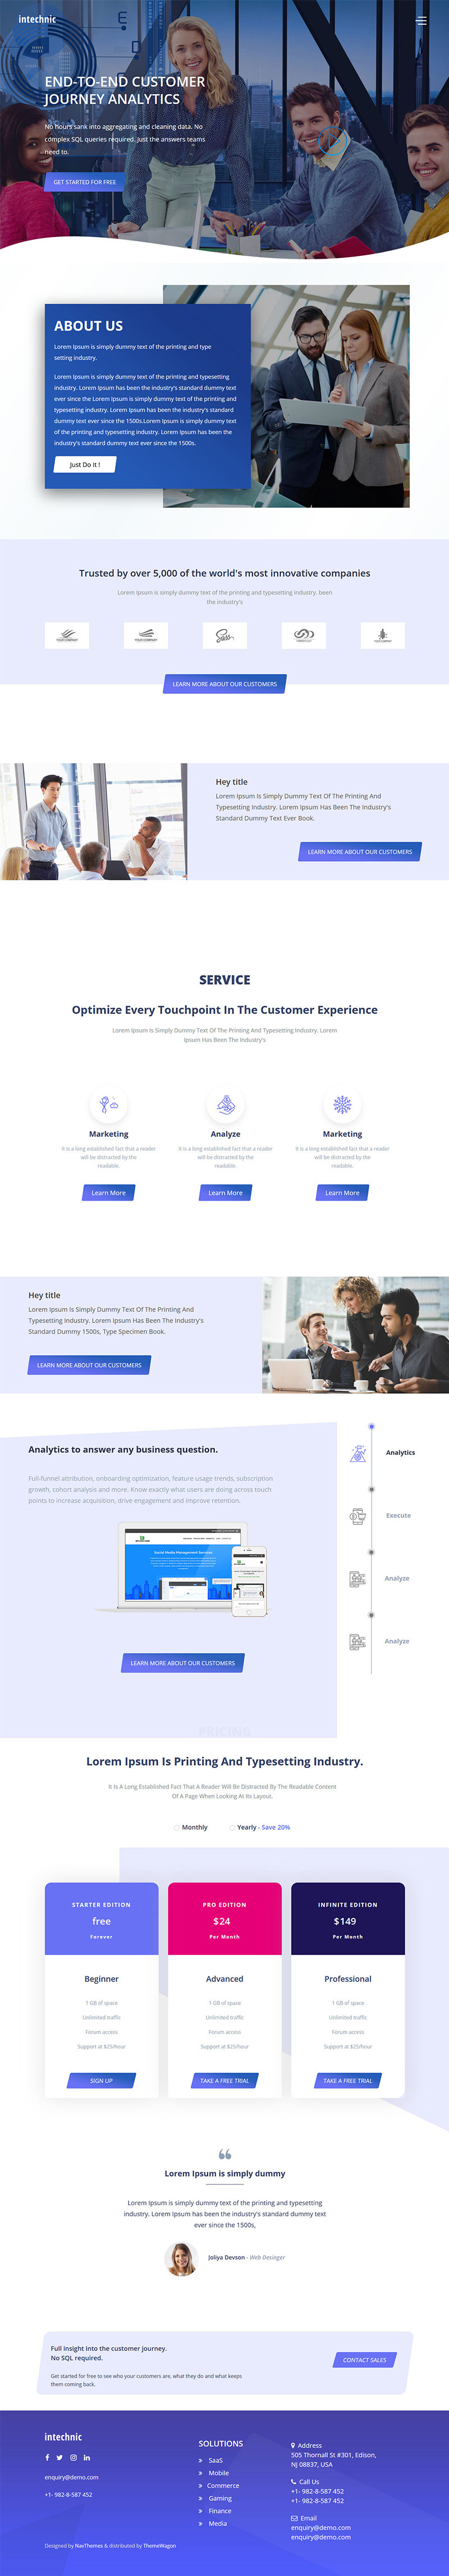 intechnic
END-TO-END CUSTOMER
JOURNEY ANALYTICS
No hours sank into aggregating and cleaning data. No
complex SQL queries required. Just the answers teams
need to.
GET STARTED FOR FREE
ABOUT US
Lorem Ipsum is simply dummy text of the printing and type
setting industry.
Lorem Ipsum is simply dummy text of the printing and typesetting
industry. Lorem Ipsum has been the industry's standard dummy text
ever since the Lorem Ipsum is simply dummy text of the printing and
typesetting industry. Lorem Ipsum has been the industry's standard
dummy text ever since the 1500s.Lorem Ipsum is simply dummy text
of the printing and typesetting industry. Lorem Ipsum has been the
industry's standard dummy text ever since the 1500s.
Just Do It !
Trusted by over 5,000 of the world's most innovative companies
Lorem Ipsum is simply dummy text of the printing and typesetting industry. been
the industry's
LEARN MORE ABOUT OUR CUSTOMERS
Hey title
Lorem Ipsum Is Simply Dummy Text Of The Printing And
Typesetting Industry. Lorem Ipsum Has Been The Industry's
Standard Dummy Text Ever Book.
LEARN MORE ABOUT OUR CUSTOMERS
SERVICE
Optimize Every Touchpoint In The Customer Experience
Lorem Ipsum Is Simply Dummy Text Of The Printing And Typesetting Industry. Lorem
Ipsum Has Been The Industry's
Marketing
It is a long established fact that a reader
will be distracted by the
readable.
Learn More
Analyze
It is a long established fact that a reader
will be distracted by the
readable.
Learn More
Marketing
It is a long established fact that a reader
will be distracted by the
readable.
Learn More
Hey title
Lorem Ipsum Is Simply Dummy Text Of The Printing And
Typesetting Industry. Lorem Ipsum Has Been The Industry's
Standard Dummy 1500s, Type Specimen Book.
LEARN MORE ABOUT OUR CUSTOMERS
Analytics to answer any business question.
Full-funnel attribution, onboarding optimization, feature usage trends, subscription
growth, cohort analysis and more. Know exactly what users are doing across touch
points to increase acquisition, drive engagement and improve retention.
Social Media Management Services
LEARN MORE ABOUT OUR CUSTOMERS
Analytics
Execute
Analyze
Analyze
PRICING
Lorem Ipsum Is Printing And Typesetting Industry.
It Is A Long Established Fact That A Reader Will Be Distracted By The Readable Content
Of A Page When Looking At Its Layout.
Monthly
Yearly - Save 20%
STARTER EDITION
free
Forever
Beginner
1 GB of space
Unlimited traffic
Forum access
Support at $25/hour
SIGN UP
PRO EDITION
$24
Per Month
Advanced
1 GB of space
Unlimited traffic
Forum access
Support at $25/hour
TAKE A FREE TRIAL
INFINITE EDITION
$149
Per Month
Professional
1 GB of space
Unlimited traffic
Forum access
Support at $25/hour
TAKE A FREE TRIAL
Lorem Ipsum is simply dummy
Lorem Ipsum is simply dummy text of the printing and typesetting
industry. Lorem Ipsum has been the industry's standard dummy text
ever since the 1500s,
Joliya Devson - Web Desinger
Full insight into the customer journey.
No SQL required.
Get started for free to see who your customers are, what they do and what keeps
them coming back.
CONTACT SALES
intechnic
enquiry@demo.com
+1- 982-8-587 452
SOLUTIONS
SaaS
Mobile
Commerce
Gaming
Finance
Media
Address
505 Thornall St #301, Edison,
NJ 08837, USA
Call Us
+1- 982-8-587 452
+1- 982-8-587 452
Email
enquiry@demo.com
enquiry@demo.com
Designed by NavThemes & distributed by ThemeWagon